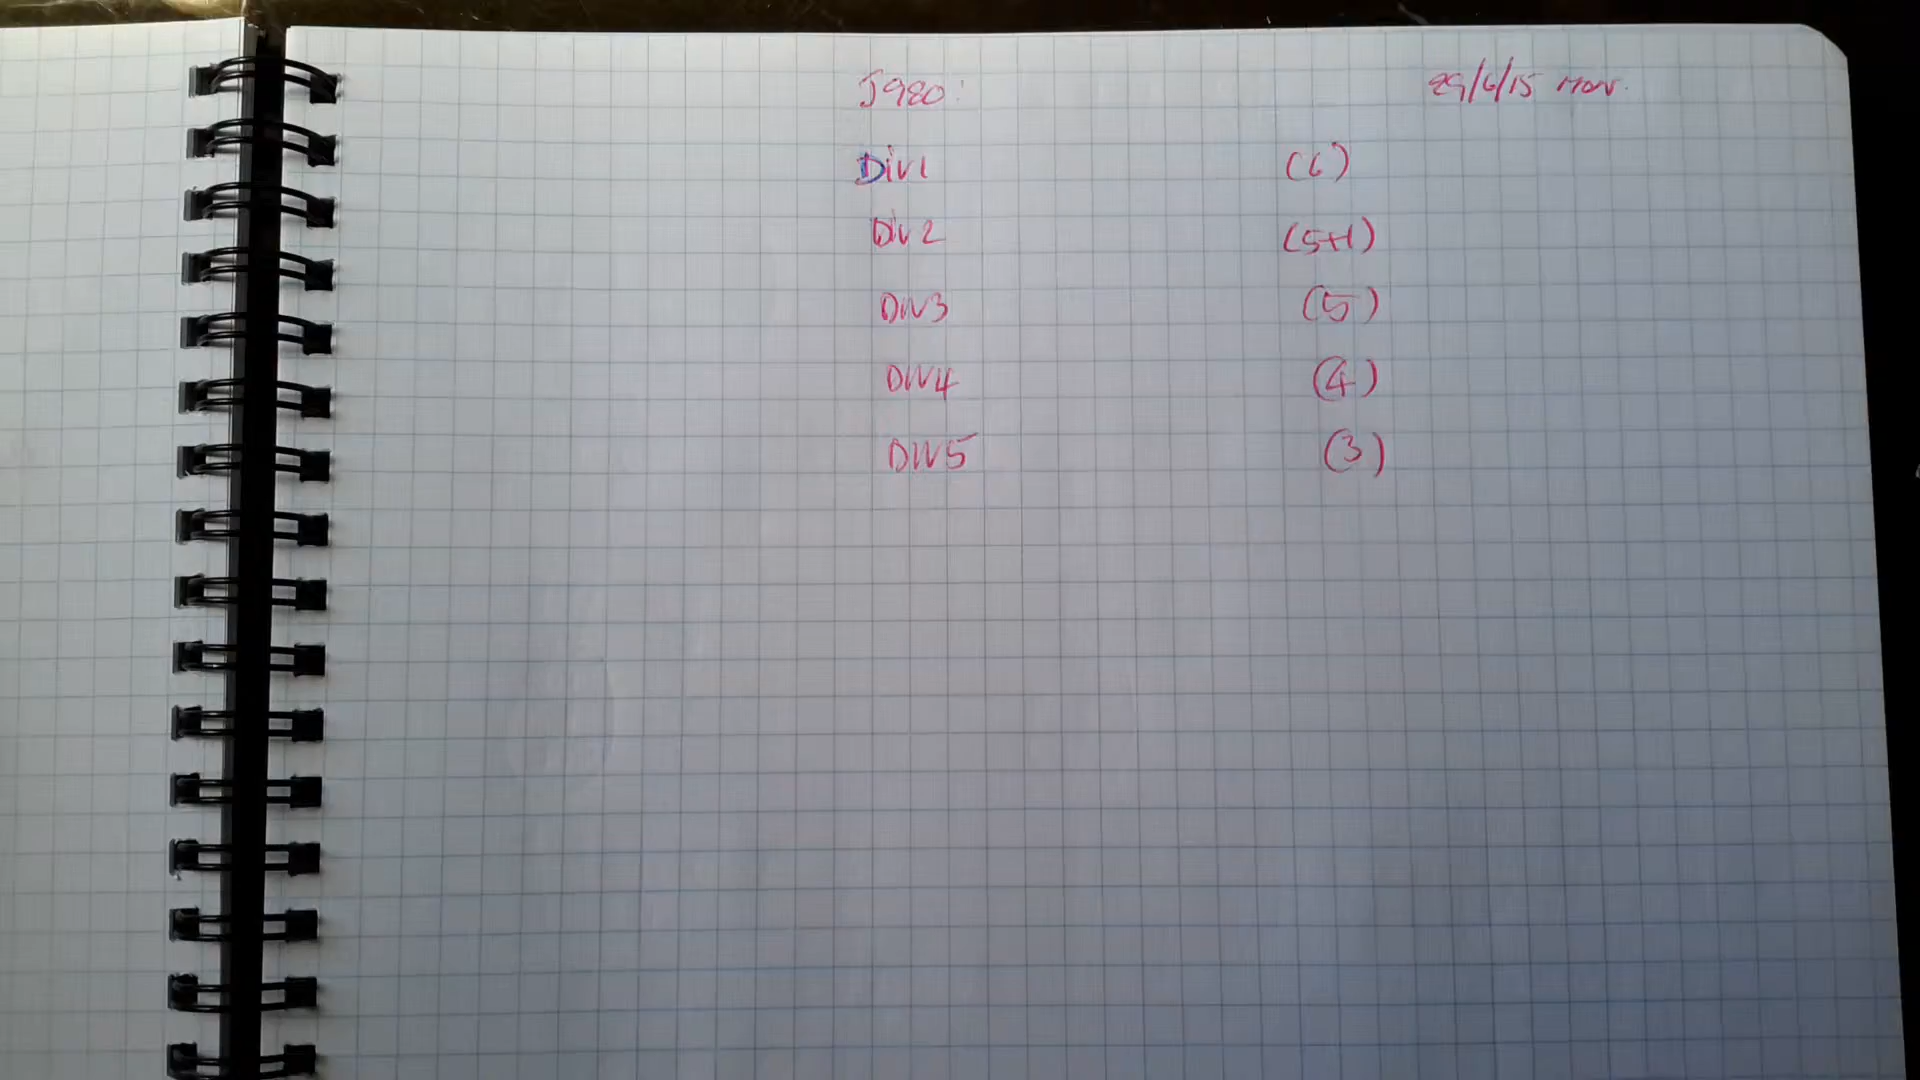 J980: 29/6/15 Mon.
Div1 (6)
Div2 (5+1)
Div3 (5)
Div4 (4)
Div5 (3)